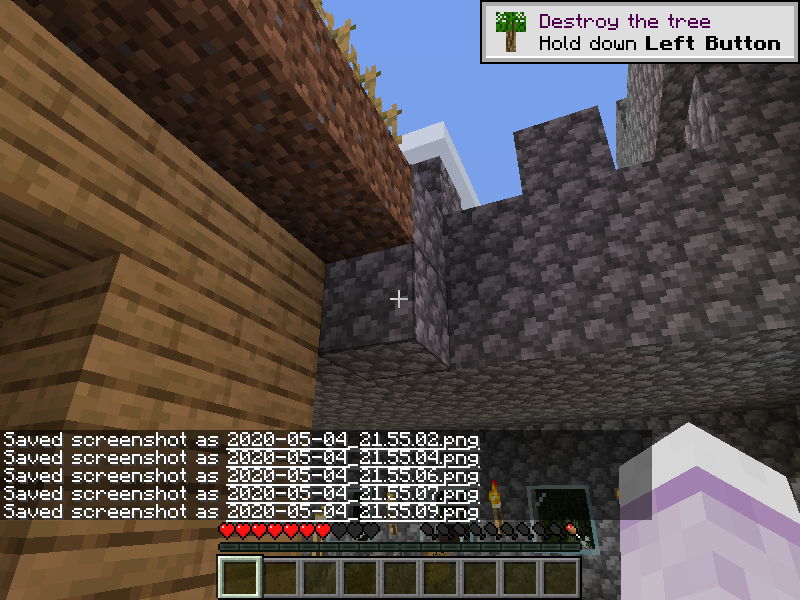 Destroy the tree
Hold down Left Button
Saved screenshot as 2020-05-04_21.55.02.png
Saved screenshot as 2020-05-04_21.55.04.png
Saved screenshot as 2020-05-04_21.55.06.png
Saved screenshot as 2020-05-04_21.55.07.png
Saved screenshot as 2020-05-04_21.55.09.png